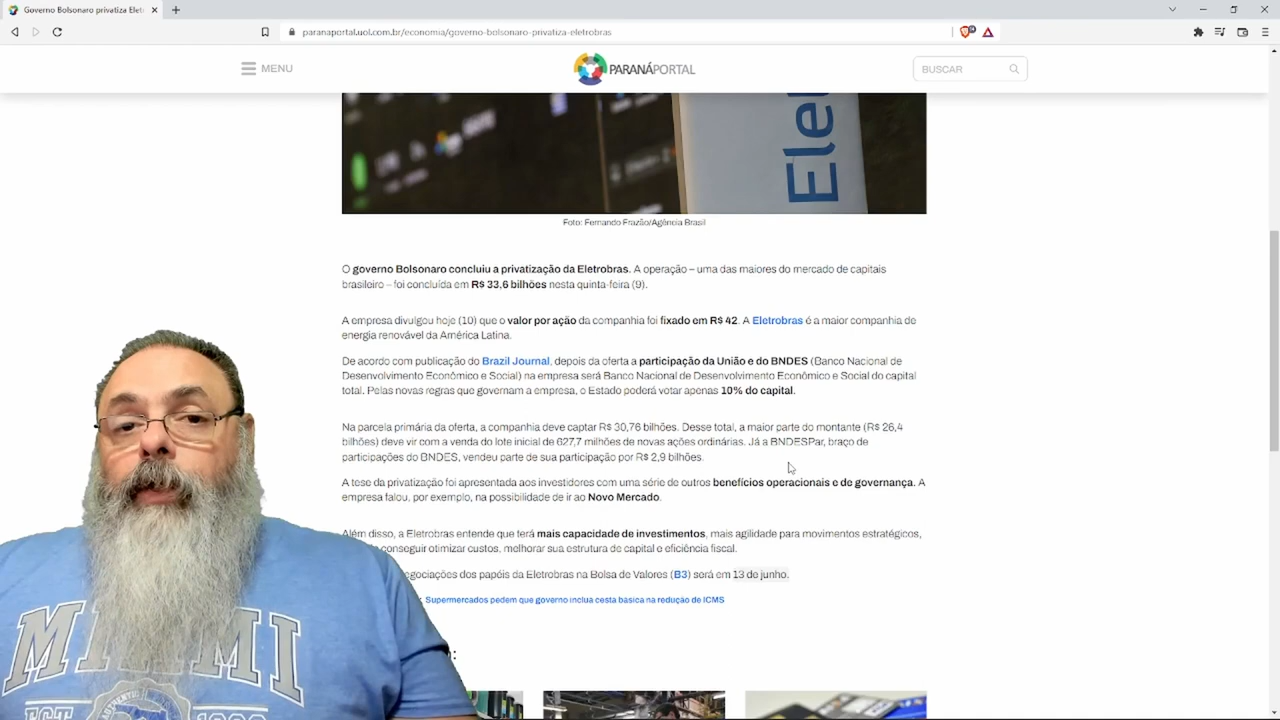 Governo Bolsonaro privatiza Elet
paranaportal.uol.com.br/economia/governo-bolsonaro-privatiza-eletrobras
MENU
PARANÁPORTAL
BUSCAR
Ele
Foto: Fernando Frazão/Agência Brasil
O governo Bolsonaro concluiu a privatização da Eletrobras. A operação – uma das maiores do mercado de capitais
brasileiro – foi concluída em R$ 33,6 bilhões nesta quinta-feira (9).
A empresa divulgou hoje (10) que o valor por ação da companhia foi fixado em R$ 42. A Eletrobras é a maior companhia de
energia renovável da América Latina.
De acordo com publicação do Brazil Journal, depois da oferta a participação da União e do BNDES (Banco Nacional de
Desenvolvimento Econômico e Social) na empresa será Banco Nacional de Desenvolvimento Econômico e Social do capital
total. Pelas novas regras que governam a empresa, o Estado poderá votar apenas 10% do capital.
Na parcela primária da oferta, a companhia deve captar R$ 30,76 bilhões. Desse total, a maior parte do montante (R$ 26,4
bilhões) deve vir com a venda do lote inicial de 627,7 milhões de novas ações ordinárias. Já a BNDESPar, braço de
participações do BNDES, vendeu parte de sua participação por R$ 2,9 bilhões.
A tese da privatização foi apresentada aos investidores com uma série de outros benefícios operacionais e de governança. A
empresa falou, por exemplo, na possibilidade de ir ao Novo Mercado.
Além disso, a Eletrobras entende que terá mais capacidade de investimentos, mais agilidade para movimentos estratégicos,
conseguir otimizar custos, melhorar sua estrutura de capital e eficiência fiscal.
egociações dos papéis da Eletrobras na Bolsa de Valores (B3) será em 13 de junho.
Supermercados pedem que governo inclua cesta básica na redução de ICMS
MIAMI